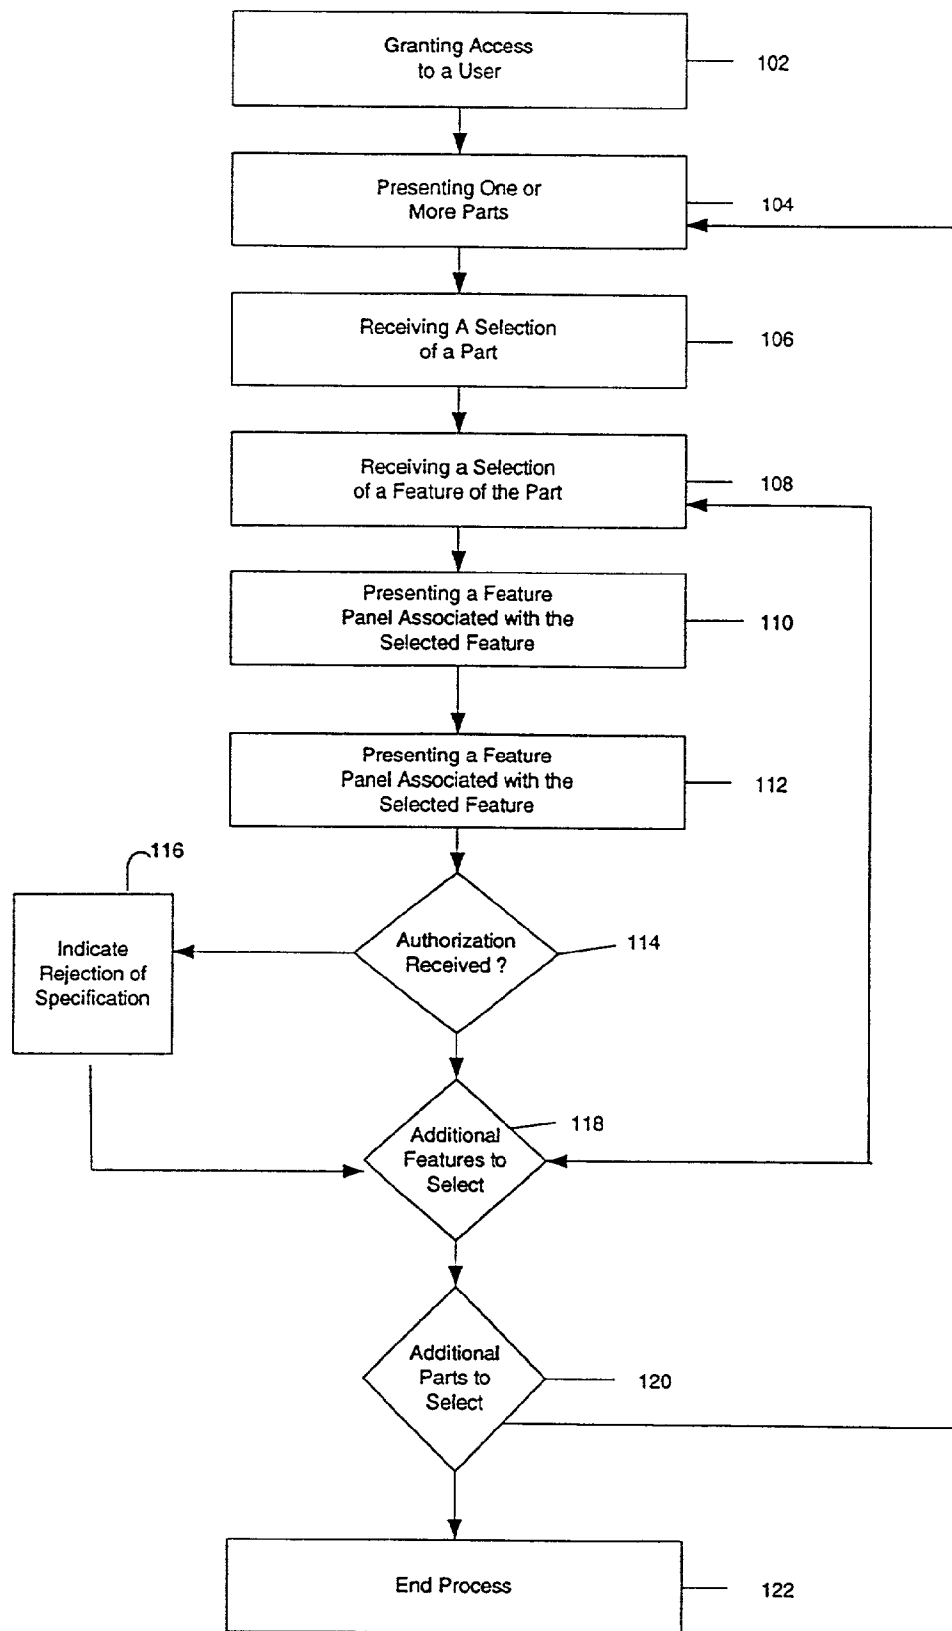 Granting Access
to a User
102
Presenting One or
More Parts
104
Receiving A Selection
of a Part
106
Receiving a Selection
of a Feature of the Part
108
Presenting a Feature
Panel Associated with the
Selected Feature
110
Presenting a Feature
Panel Associated with the
Selected Feature
112
116
Indicate
Rejection of
Specification
Authorization
Received ?
114
118
Additional
Features to
Select
Additional
Parts to
Select
120
End Process
122